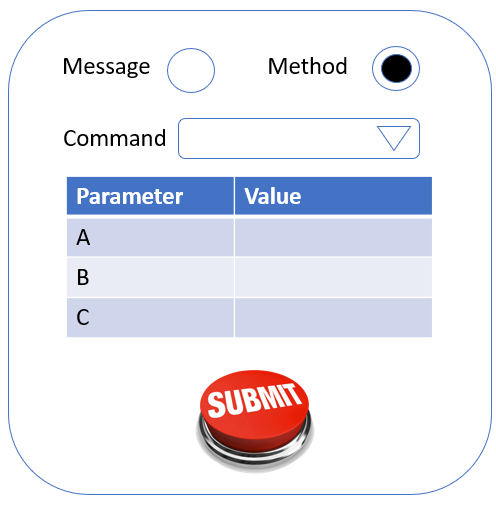 Message Method
Command
Parameter Value
A
B
C
SUBMIT